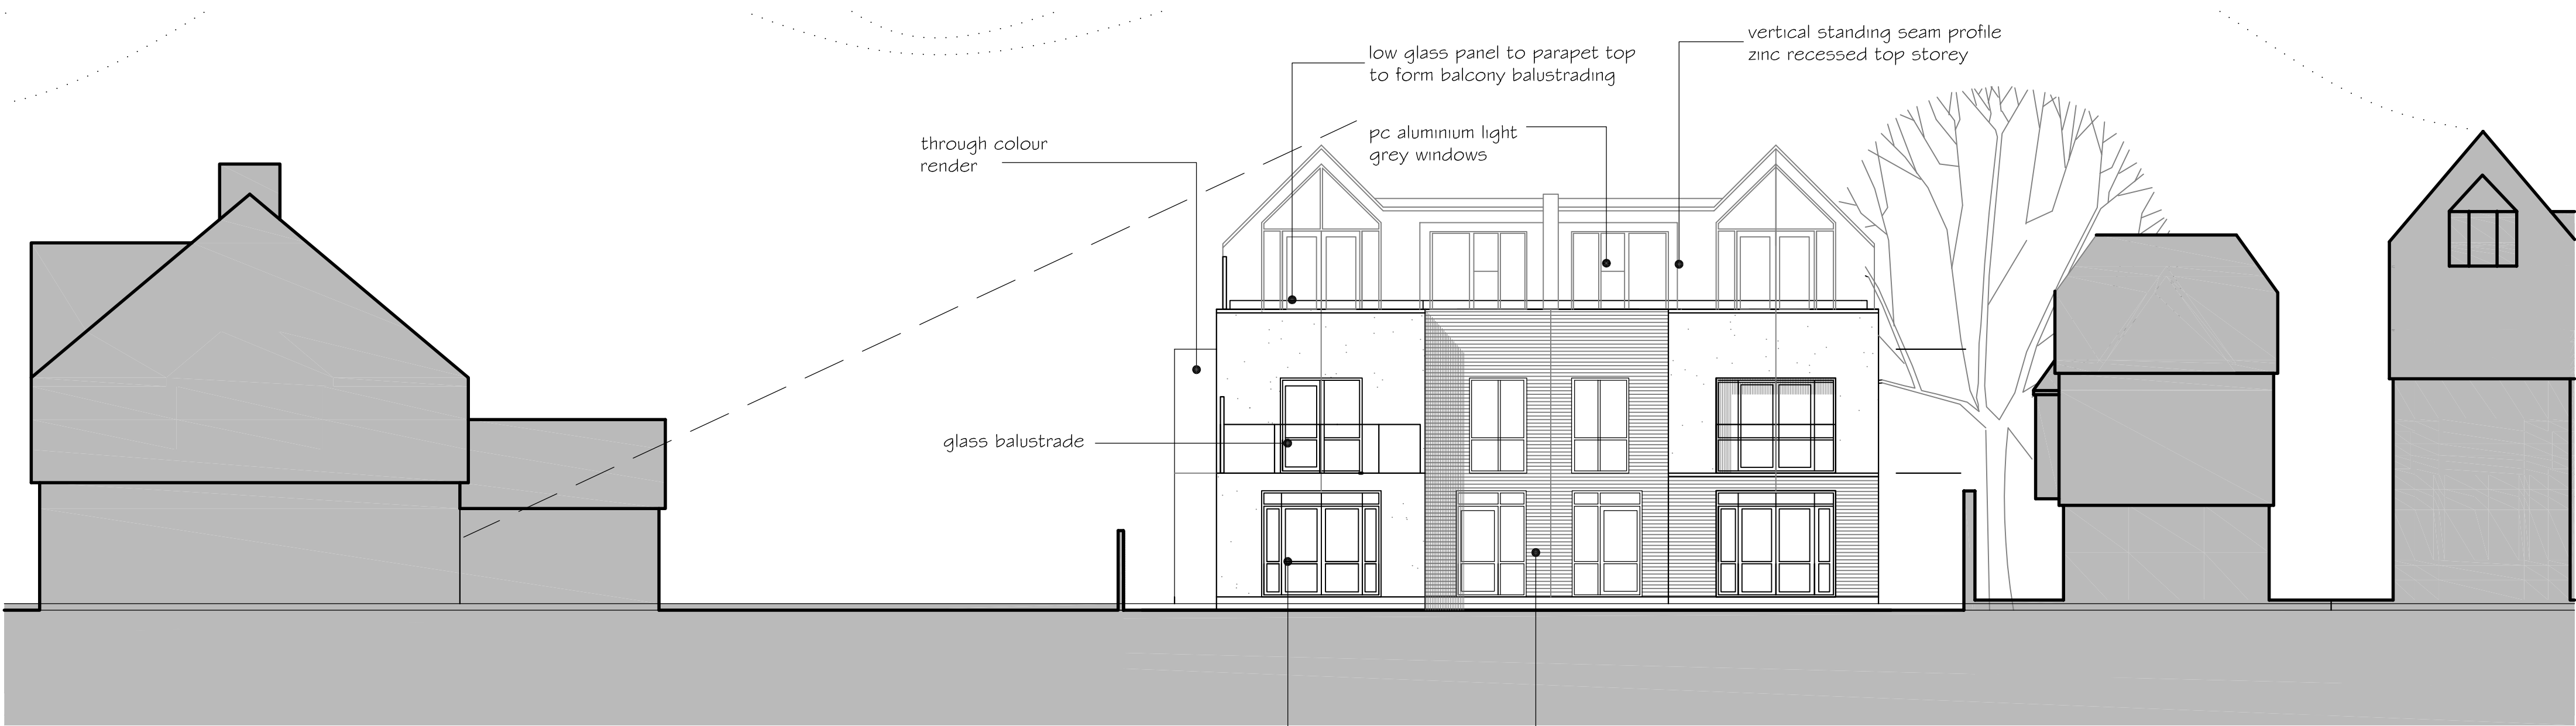 low glass panel to parapet top
to form balcony balustrading
vertical standing seam profile
zinc recessed top storey
through colour
render
pc aluminium light
grey windows
glass balustrade